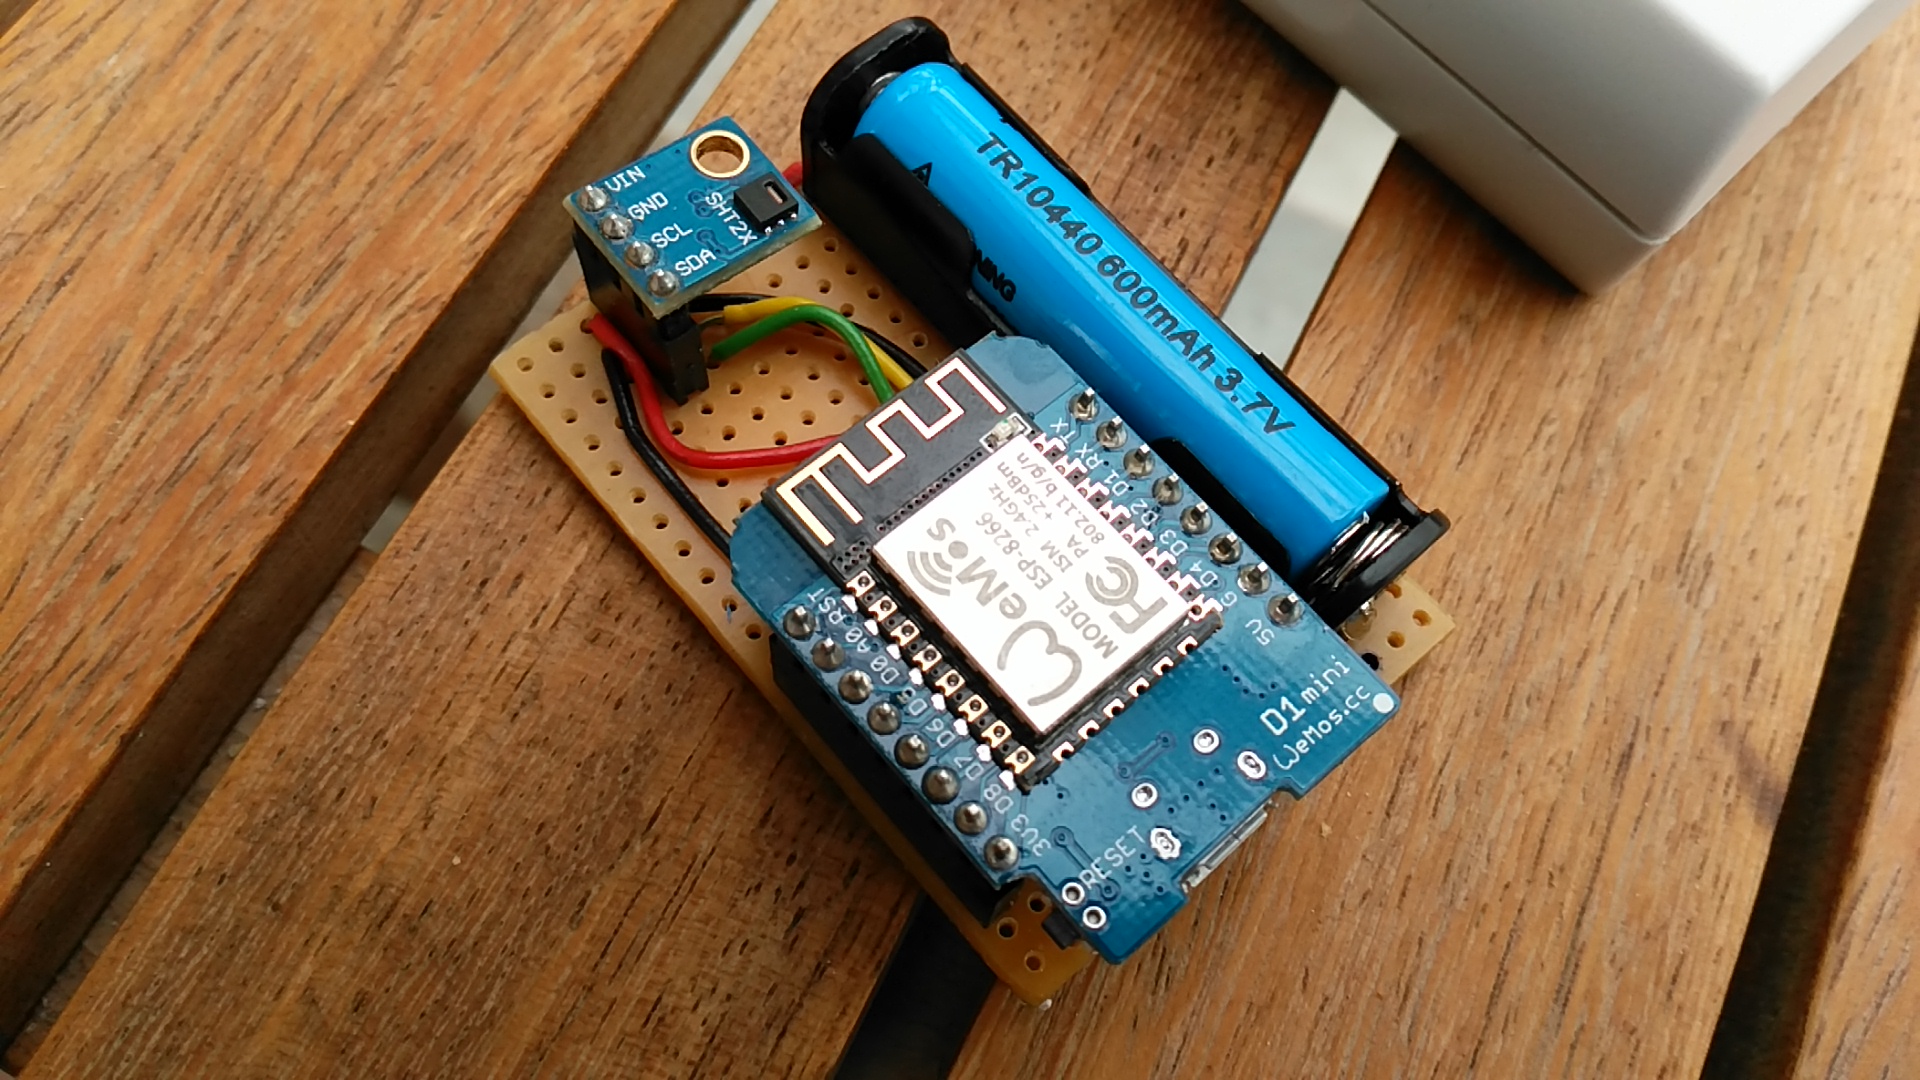 VIN
GND
SCL
SDA
SHT2X
TR10440 600mAh 3.7V
TX
RX
D1
D2
D3
D4
G
5V
WeMos
MODEL ESP-8266
ISM 2.4GHz
PA +25dBm
802.11 b/g/n
FC
RST
A0
D0
D6
D7
D8
3V3
D1 mini
WeMos.cc
RESET